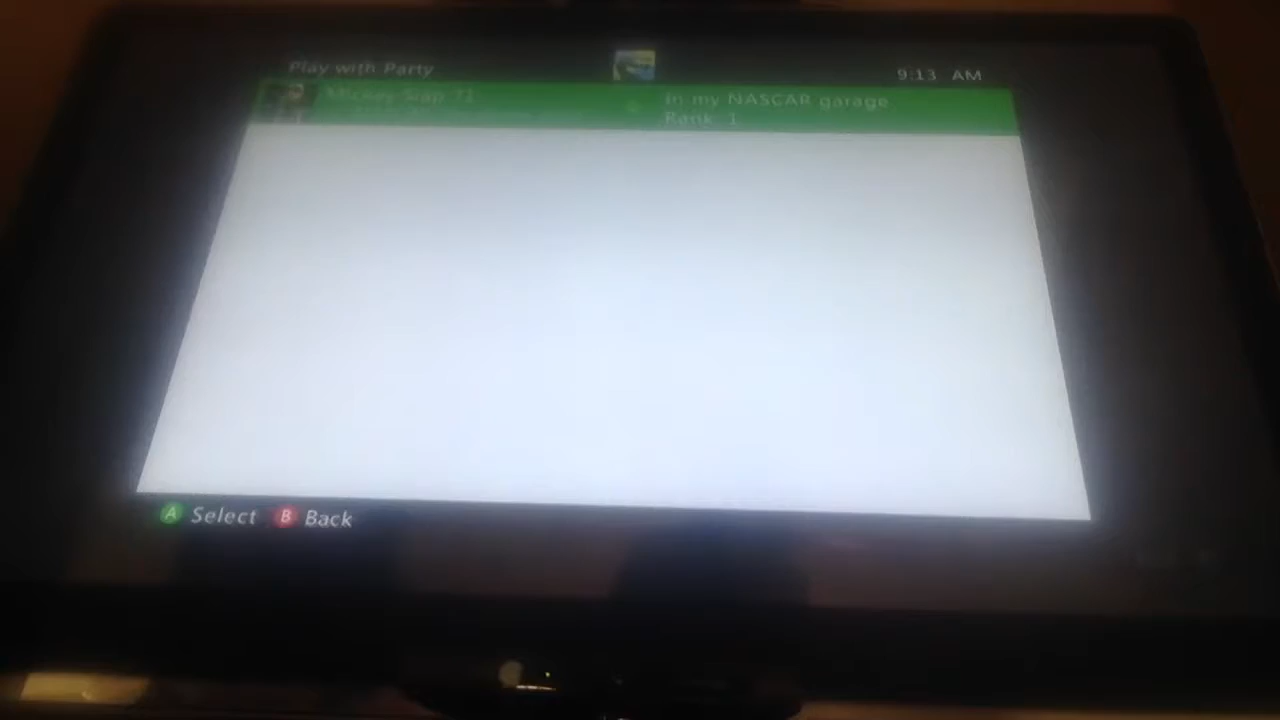 Play with Party
9:13 AM
In my NASCAR garage
Rank: 1
A Select B Back